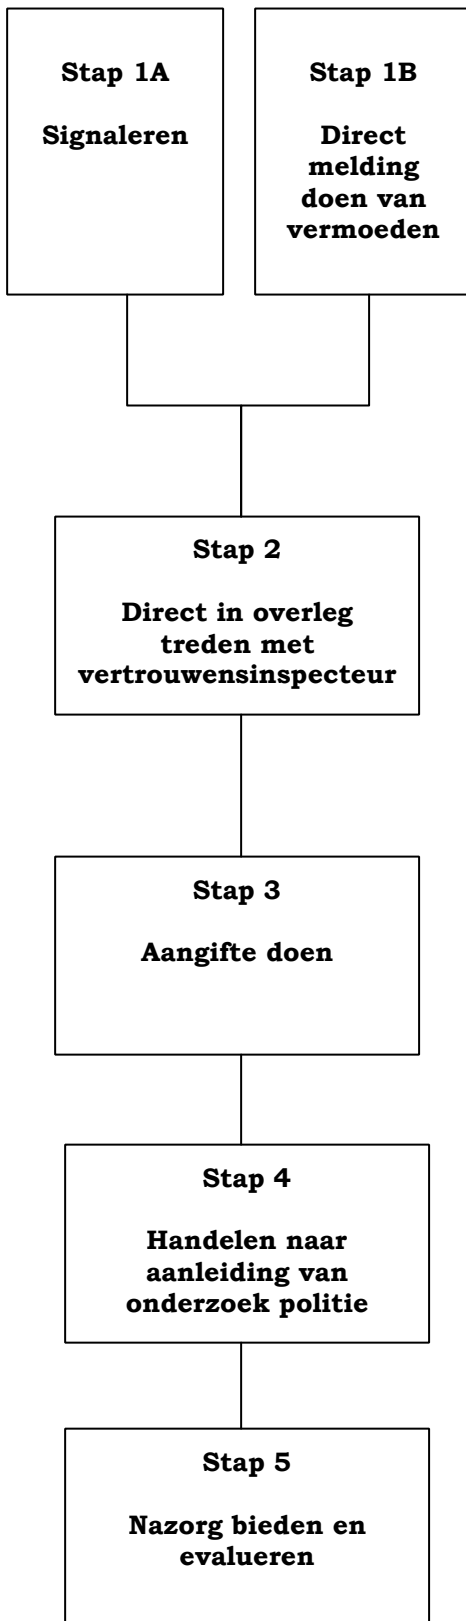 Stap 1A
Signaleren
Stap 1B
Direct
melding
doen van
vermoeden
Stap 2
Direct in overleg
treden met
vertrouwensinspecteur
Stap 3
Aangifte doen
Stap 4
Handelen naar
aanleiding van
onderzoek politie
Stap 5
Nazorg bieden en
evalueren